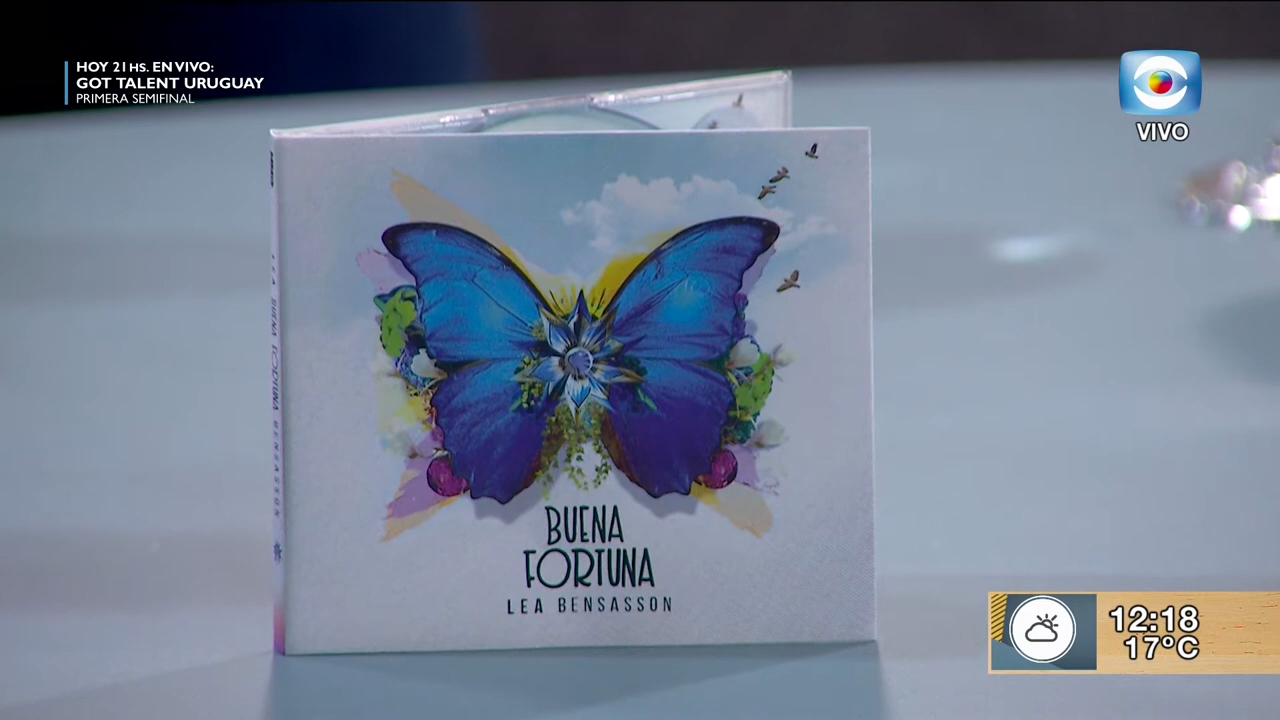 HOY 21 HS. EN VIVO:
GOT TALENT URUGUAY
PRIMERA SEMIFINAL
VIVO
BUENA
FORTUNA
LEA BENSASSON
LEA BUENA FORTUNA BENSASSON
12:18
17°C